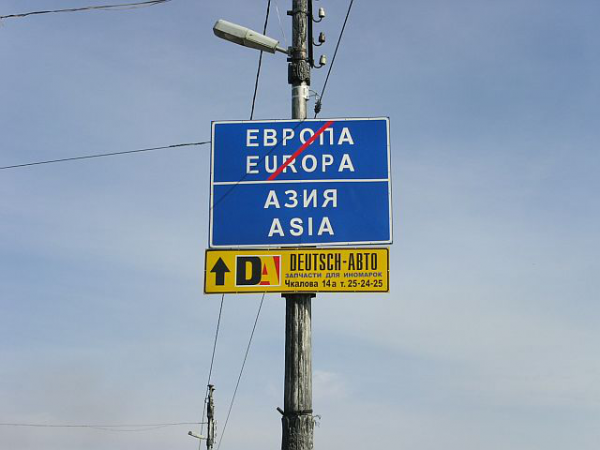 ЕВРОПА
EUROPA
АЗИЯ
ASIA
DA DEUTSCH-АВТО
ЗАПЧАСТИ ДЛЯ ИНОМАРОК
Чкалова 14а т. 25-24-25